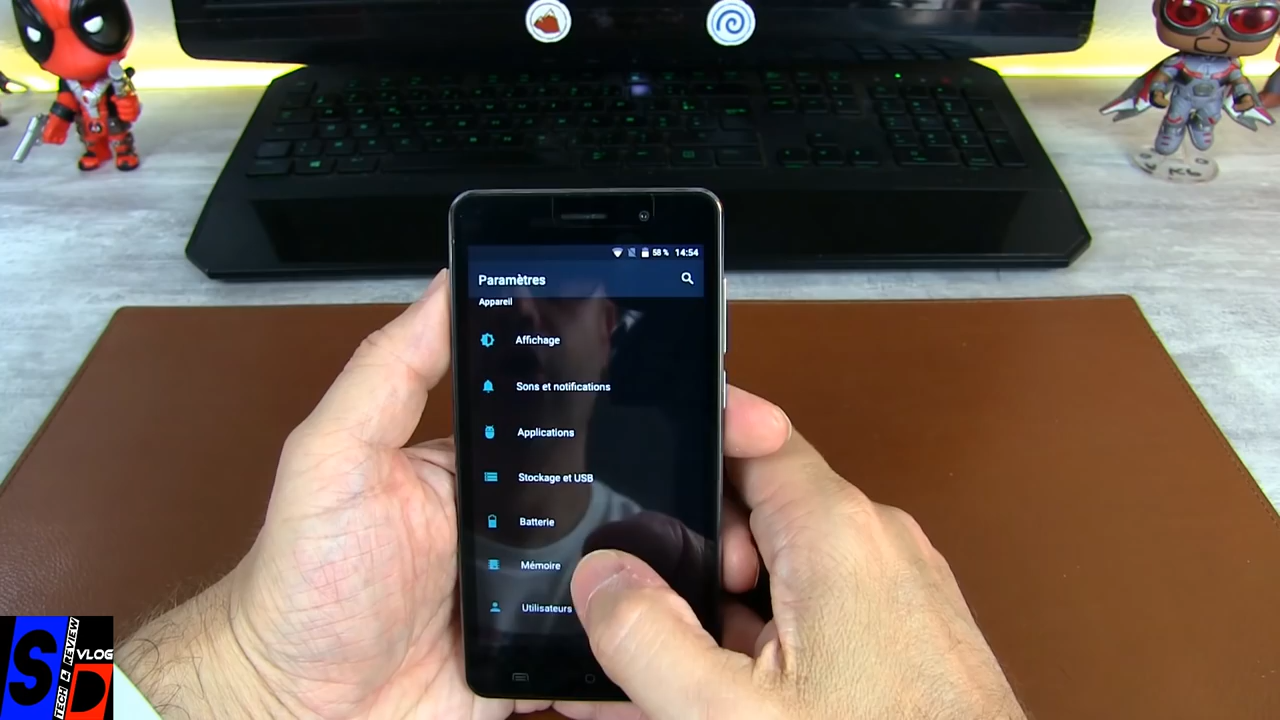 58 % 14:54
Paramètres
Appareil
Affichage
Sons et notifications
Applications
Stockage et USB
Batterie
Mémoire
Utilisateurs
SD
TECH & REVIEW
VLOG